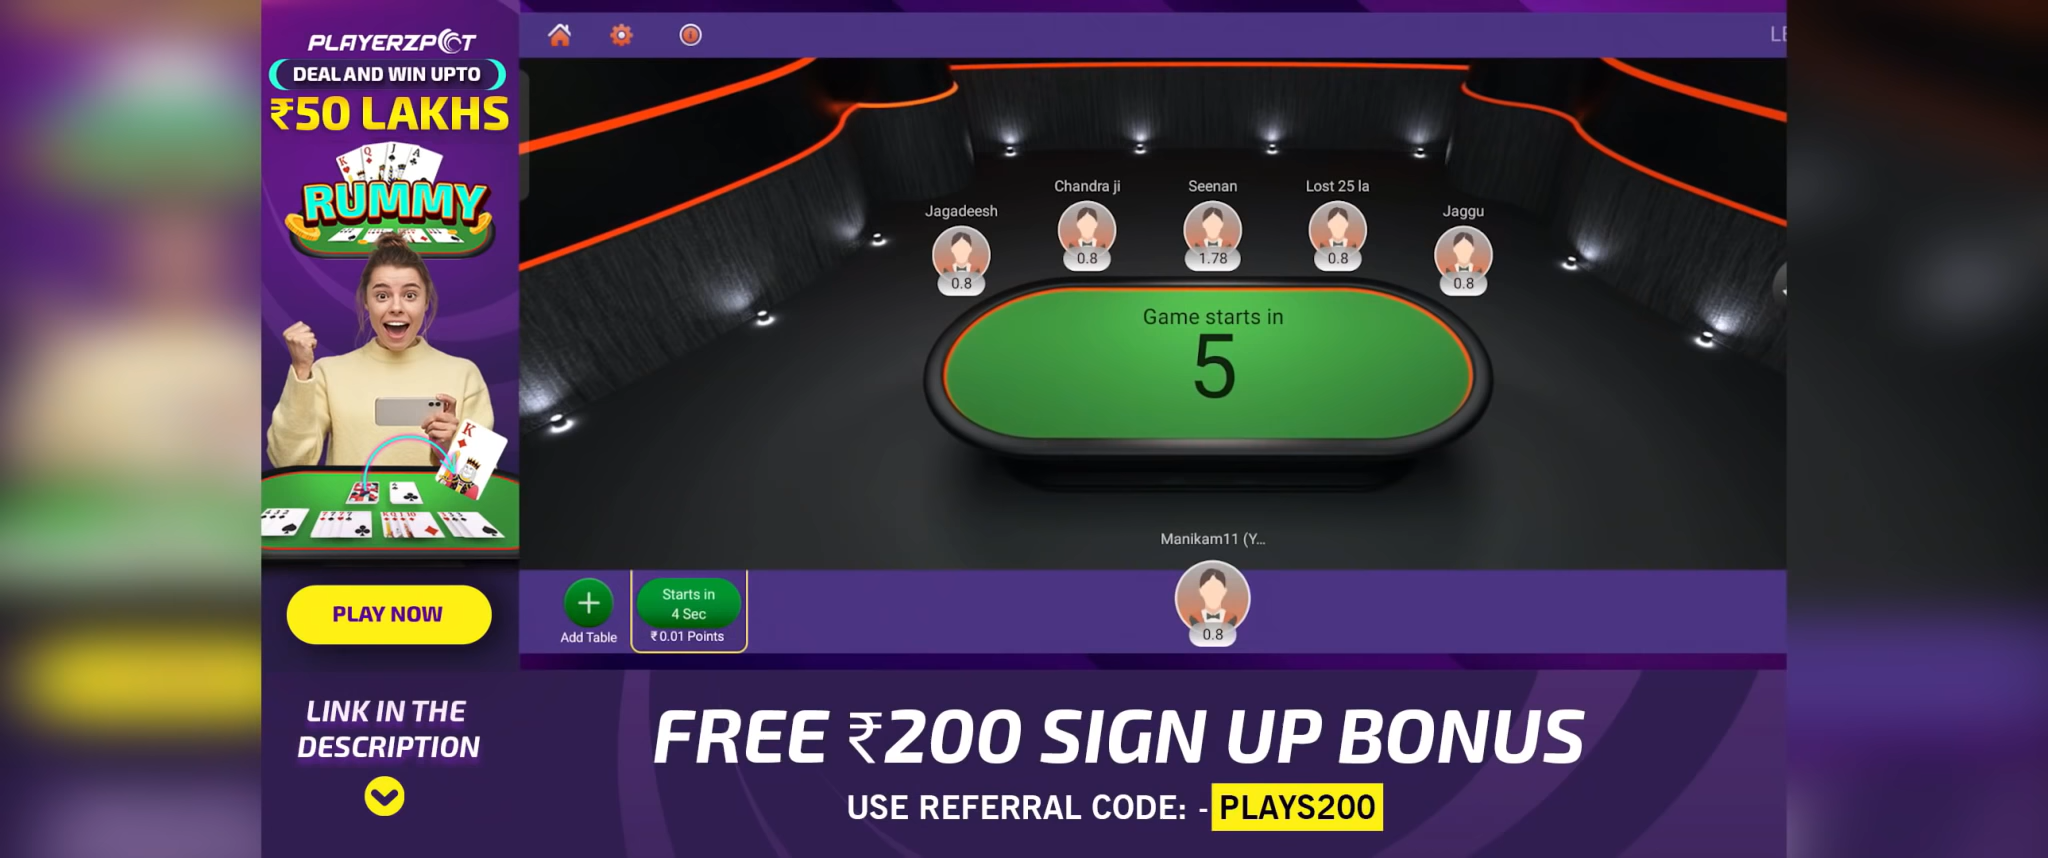 PLAYERZPOT
DEAL AND WIN UPTO
₹50 LAKHS
K Q J A
RUMMY
K
PLAY NOW
LINK IN THE
DESCRIPTION
Chandra ji
Seenan
Lost 25 la
Jagadeesh
Jaggu
0.8
1.78
0.8
0.8
0.8
Game starts in
5
Manikam11 (Y...
0.8
Starts in
4 Sec
Add Table
₹0.01 Points
FREE ₹200 SIGN UP BONUS
USE REFERRAL CODE: - PLAYS200